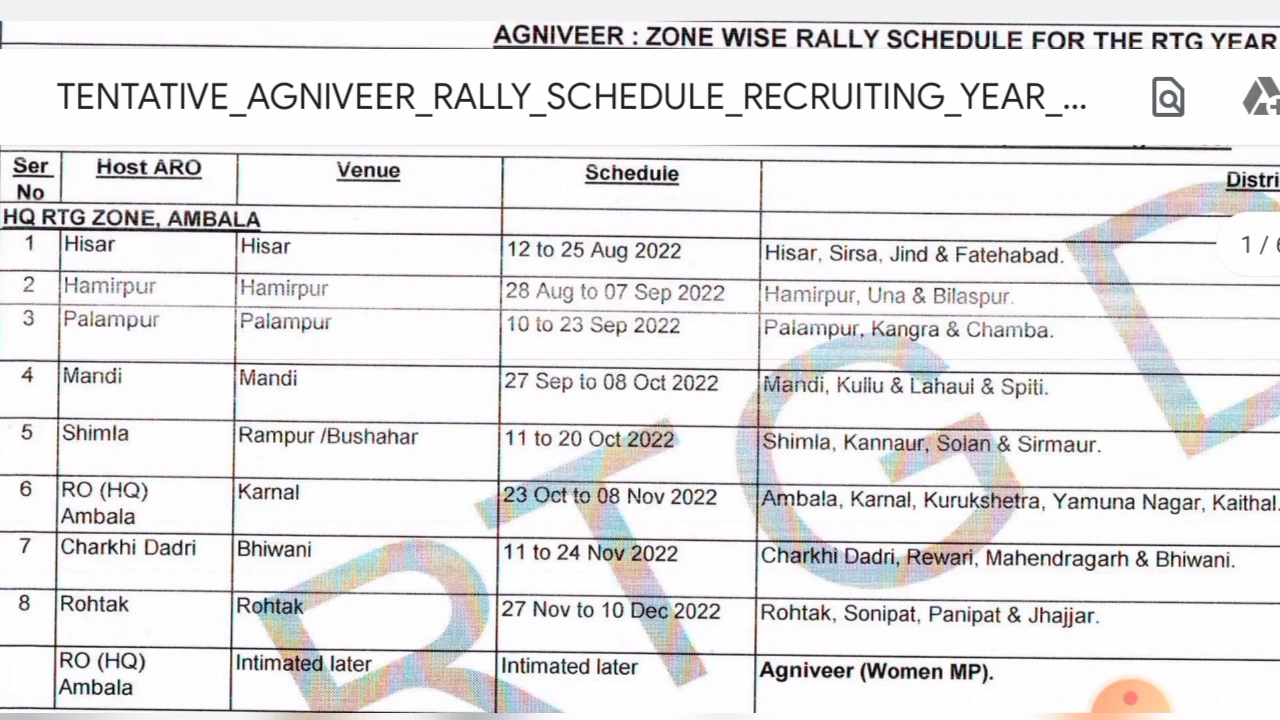 AGNIVEER : ZONE WISE RALLY SCHEDULE FOR THE RTG YEAR
TENTATIVE_AGNIVEER_RALLY_SCHEDULE_RECRUITING_YEAR_...
Ser No Host ARO Venue Schedule Distri
HQ RTG ZONE, AMBALA
1 / 6
1 Hisar Hisar 12 to 25 Aug 2022 Hisar, Sirsa, Jind & Fatehabad.
2 Hamirpur Hamirpur 28 Aug to 07 Sep 2022 Hamirpur, Una & Bilaspur.
3 Palampur Palampur 10 to 23 Sep 2022 Palampur, Kangra & Chamba.
4 Mandi Mandi 27 Sep to 08 Oct 2022 Mandi, Kullu & Lahaul & Spiti.
5 Shimla Rampur /Bushahar 11 to 20 Oct 2022 Shimla, Kannaur, Solan & Sirmaur.
6 RO (HQ) Ambala Karnal 23 Oct to 08 Nov 2022 Ambala, Karnal, Kurukshetra, Yamuna Nagar, Kaithal.
7 Charkhi Dadri Bhiwani 11 to 24 Nov 2022 Charkhi Dadri, Rewari, Mahendragarh & Bhiwani.
8 Rohtak Rohtak 27 Nov to 10 Dec 2022 Rohtak, Sonipat, Panipat & Jhajjar.
RO (HQ) Ambala Intimated later Intimated later Agniveer (Women MP).
RTG